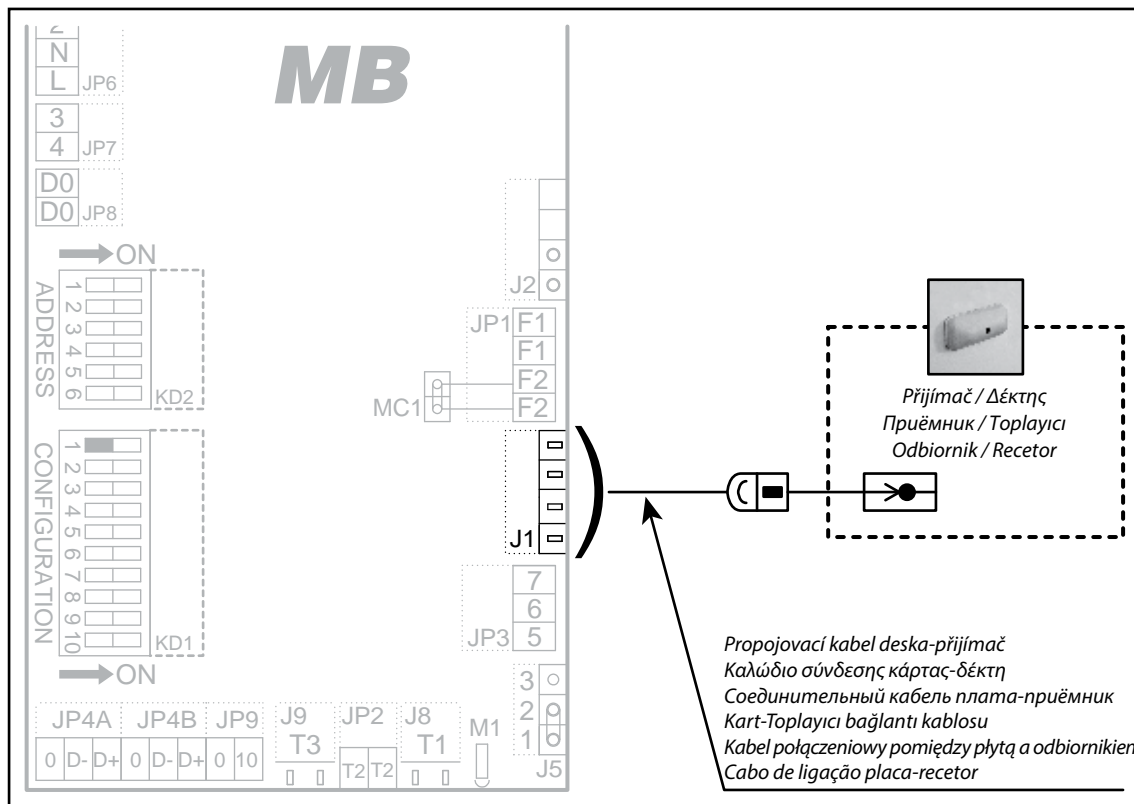 MB
N
L JP6
3
4 JP7
D0
D0 JP8
ON
ADDRESS
1
2
3
4
5
6
KD2
CONFIGURATION
1
2
3
4
5
6
7
8
9
10
KD1
ON
J2
JP1 F1
F1
F2
MC1 F2
J1
7
6
JP3 5
3
2
1
J5
JP4A JP4B JP9 J9 JP2 J8 M1
T3 T1
0 D- D+ 0 D- D+ 0 10 T2 T2
Přijímač / Δέκτης
Приёмник / Toplayıcı
Odbiornik / Recetor
Propojovací kabel deska-přijímač
Καλώδιο σύνδεσης κάρτας-δέκτη
Соединительный кабель плата-приёмник
Kart-Toplayıcı bağlantı kablosu
Kabel połączeniowy pomiędzy płytą a odbiornikiem
Cabo de ligação placa-recetor